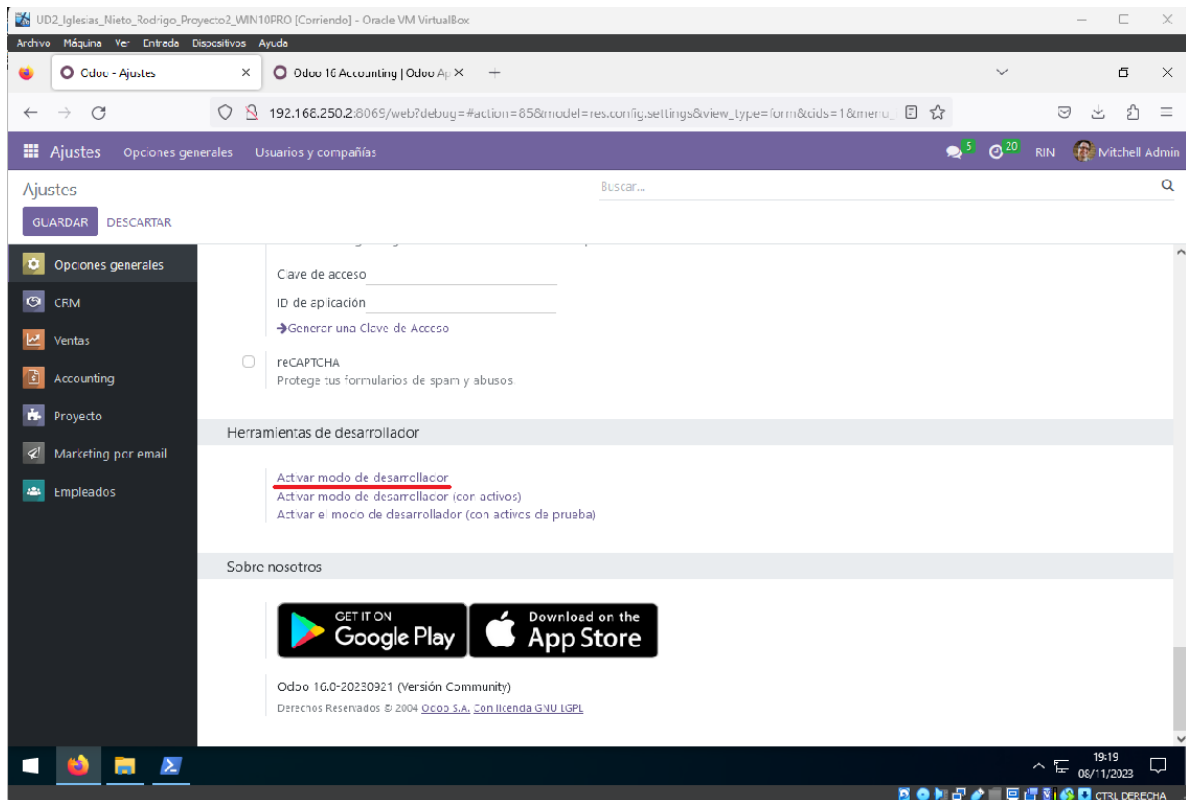 UD2_Iglesias_Nieto_Rodrigo_Proyecto2_WIN10PRO [Corriendo] - Oracle VM VirtualBox
Archivo Máquina Ver Entrada Dispositivos Ayuda
Odoo - Ajustes
Odoo 16 Accounting | Odoo Ap
192.168.250.2:8069/web?debug=#action=85&model=res.config.settings&view_type=form&cids=1&menu_
Ajustes Opciones generales Usuarios y compañías 5 20 RIN Mitchell Admin
Ajustes
Buscar...
GUARDAR DESCARTAR
Opciones generales
CRM
Ventas
Accounting
Proyecto
Marketing por email
Empleados
Clave de acceso
ID de aplicación
Generar una Clave de Acceso
reCAPTCHA
Protege tus formularios de spam y abusos
Herramientas de desarrollador
Activar modo de desarrollador
Activar modo de desarrollador (con activos)
Activar el modo de desarrollador (con activos de prueba)
Sobre nosotros
GET IT ON
Google Play
Download on the
App Store
Odoo 16.0-20230921 (Versión Community)
Derechos Reservados © 2004 Odoo S.A. Con licencia GNU LGPL
19:19
08/11/2023
CTRL DERECHA